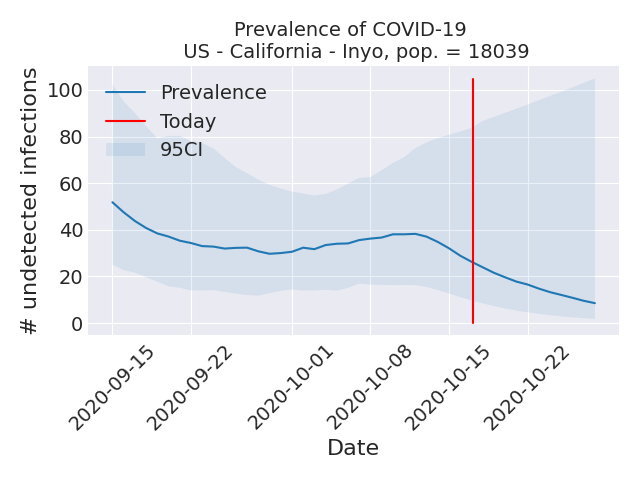 Prevalence of COVID-19
US - California - Inyo, pop. = 18039
# undetected infections
100
80
60
40
20
0
Prevalence
Today
95CI
2020-09-15
2020-09-22
2020-10-01
2020-10-08
2020-10-15
2020-10-22
Date